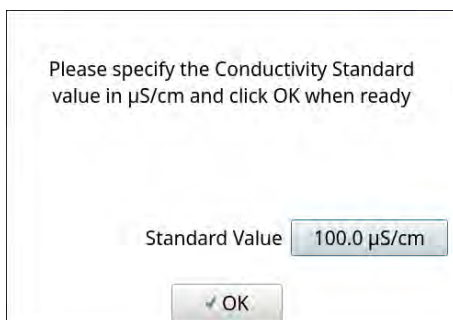 Please specify the Conductivity Standard
value in µS/cm and click OK when ready
Standard Value 100.0 µS/cm
OK